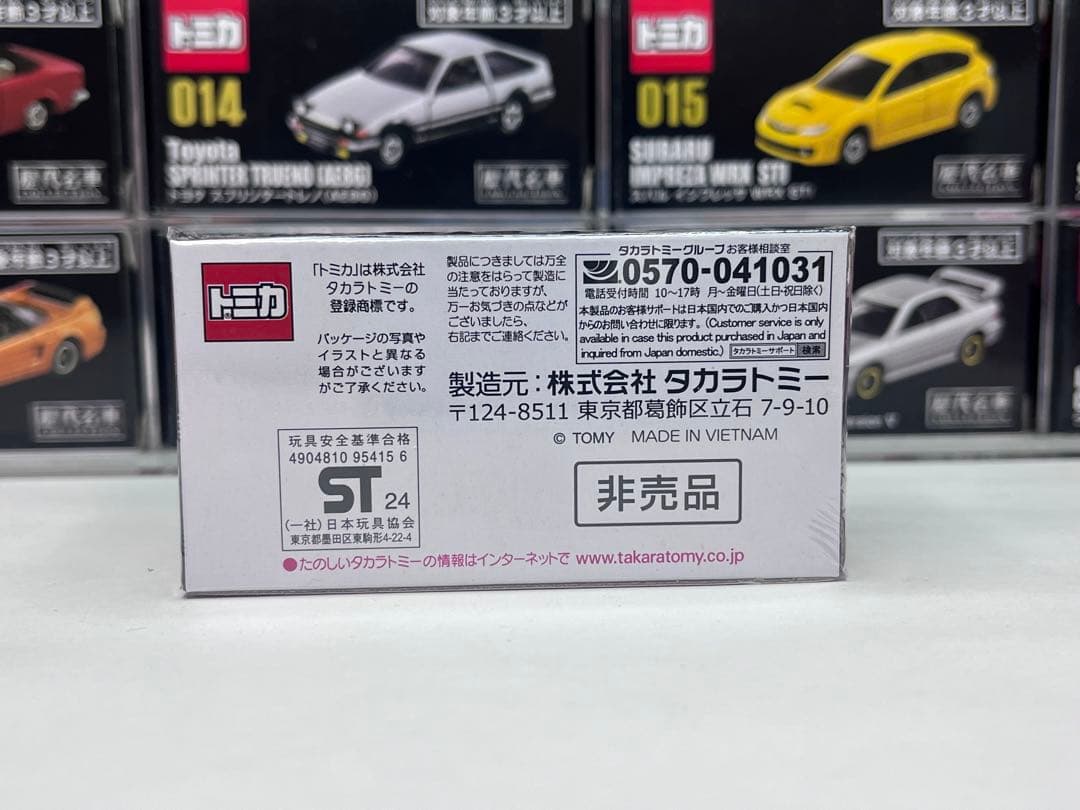 対象年齢3才以上
トミカ
014
Toyota
SPRINTER TRUENO (AE86)
トヨタ スプリンタートレノ (AE86)
歴代名車
COLLECTION
対象年齢3才以上
トミカ
015
SUBARU
IMPREZA WRX STI
スバル インプレッサ WRX STI
歴代名車
COLLECTION
対象年齢3才以上
トミカ
「トミカ」は株式会社
タカラトミーの
登録商標です。
パッケージの写真や
イラストと異なる
場合がございます
がご了承ください。
製品につきましては万全
の注意をはらって製造に
当たっておりますが、
万一お気づきの点などが
ございましたら、
右記までご連絡ください。
タカラトミーグループ お客様相談室
0570-041031
電話受付時間 10〜17時 月〜金曜日(土日・祝日除く)
本製品のお客様サポートは日本国内でのご購入かつ日本国内
からのお問い合わせに限ります。(Customer service is only
available in case this product purchased in Japan and
inquired from Japan domestic.) タカラトミーサポート 検索
製造元:株式会社 タカラトミー
〒124-8511 東京都葛飾区立石 7-9-10
© TOMY MADE IN VIETNAM
玩具安全基準合格
4904810 95415 6
ST 24
(一社)日本玩具協会
東京都墨田区東駒形4-22-4
非売品
●たのしいタカラトミーの情報はインターネットで www.takaratomy.co.jp